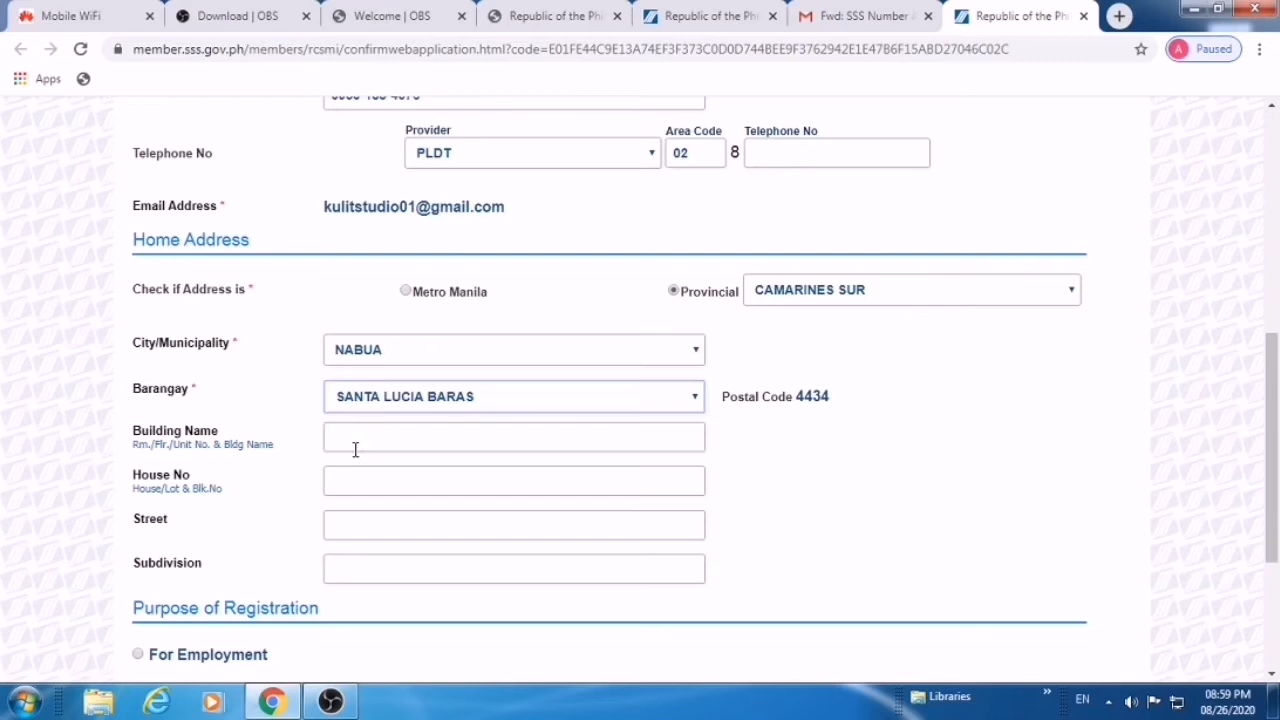 Mobile WiFi
Download | OBS
Welcome | OBS
Republic of the Phi
Republic of the Phi
Fwd: SSS Number
Republic of the Ph
member.sss.gov.ph/members/rcsmi/confirmwebapplication.html?code=E01FE44C9E13A74EF3F373C0D0D744BEE9F3762942E1E47B6F15ABD27046C02C
A Paused
Apps
Provider Area Code Telephone No
Telephone No PLDT 02 8
Email Address * kulitstudio01@gmail.com
Home Address
Check if Address is * Metro Manila Provincial CAMARINES SUR
City/Municipality * NABUA
Barangay * SANTA LUCIA BARAS Postal Code 4434
Building Name
Rm./Flr./Unit No. & Bldg Name
House No
House/Lot & Blk.No
Street
Subdivision
Purpose of Registration
For Employment
Libraries » EN 08:59 PM
08/26/2020